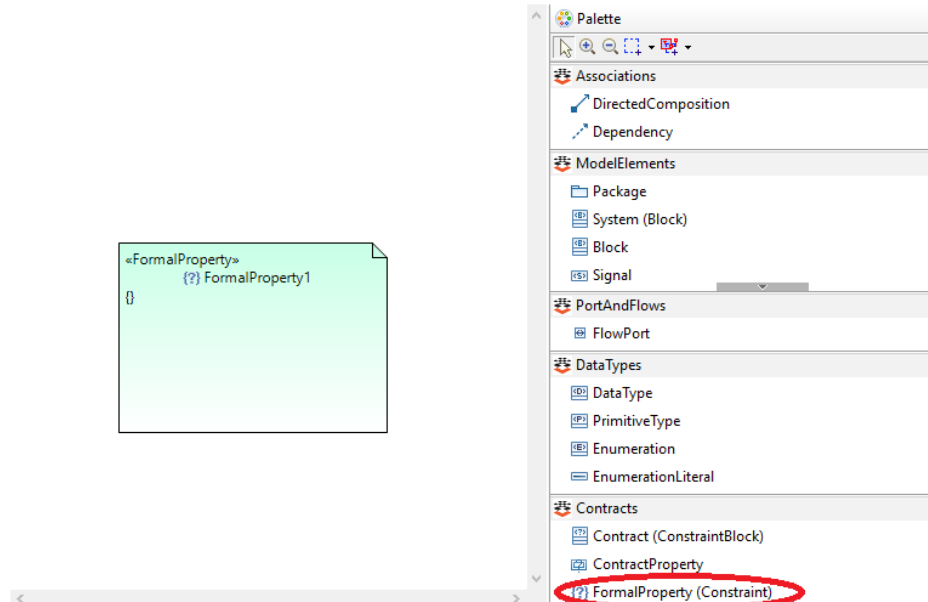 «FormalProperty»
{?} FormalProperty1
{}
Palette
Associations
DirectedComposition
Dependency
ModelElements
Package
System (Block)
Block
Signal
PortAndFlows
FlowPort
DataTypes
DataType
PrimitiveType
Enumeration
EnumerationLiteral
Contracts
Contract (ConstraintBlock)
ContractProperty
{?} FormalProperty (Constraint)